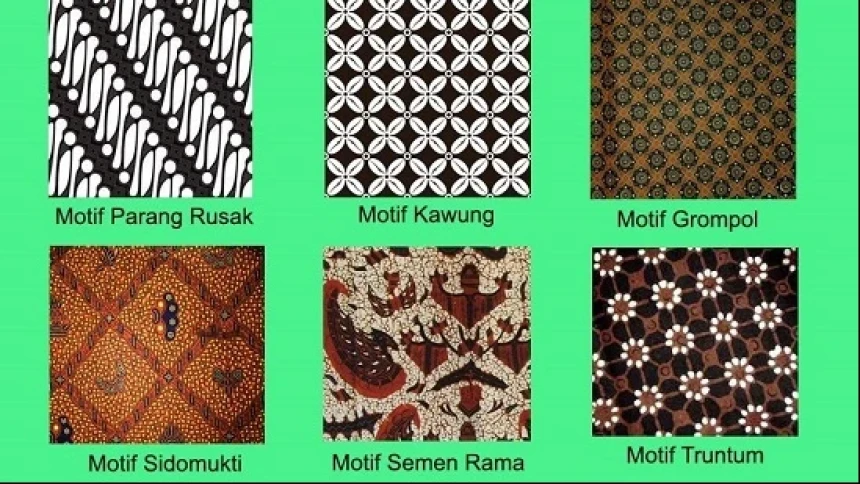 Motif Parang Rusak
Motif Kawung
Motif Grompol
Motif Sidomukti
Motif Semen Rama
Motif Truntum